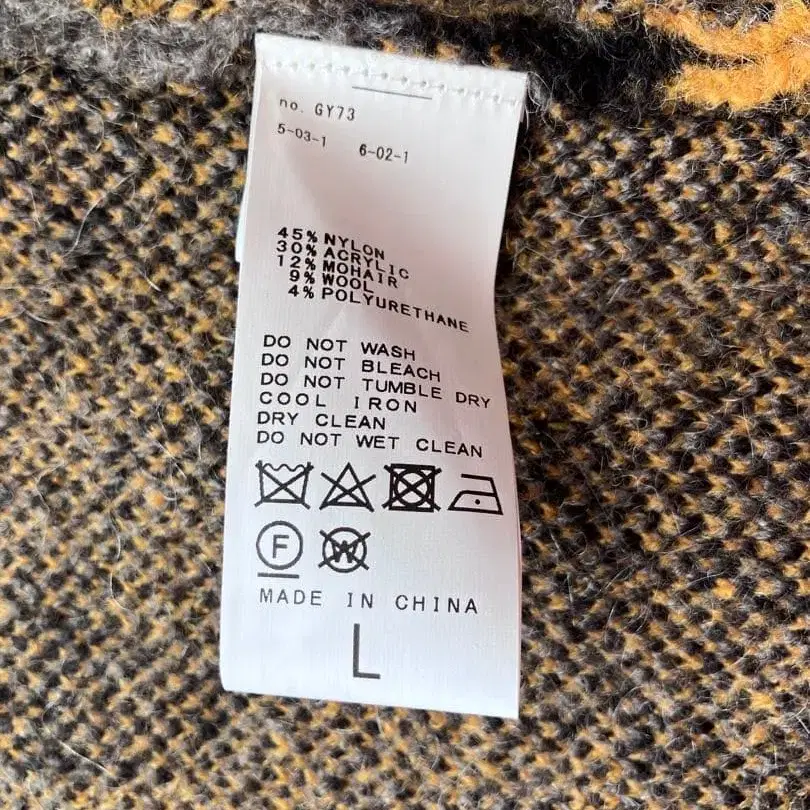 no. GY73
5-03-1 6-02-1
45% NYLON
30% ACRYLIC
12% MOHAIR
9% WOOL
4% POLYURETHANE
DO NOT WASH
DO NOT BLEACH
DO NOT TUMBLE DRY
COOL IRON
DRY CLEAN
DO NOT WET CLEAN
F W
MADE IN CHINA
L